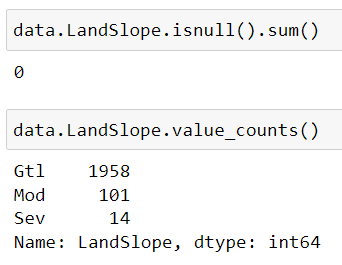 data.LandSlope.isnull().sum()
0
data.LandSlope.value_counts()
Gtl    1958
Mod     101
Sev      14
Name: LandSlope, dtype: int64